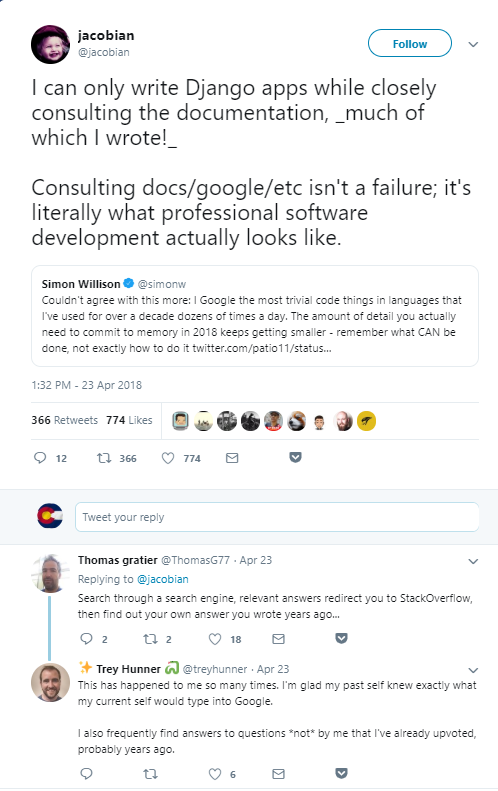 jacobian
@jacobian
Follow
I can only write Django apps while closely
consulting the documentation, _much of
which I wrote!_
Consulting docs/google/etc isn't a failure; it's
literally what professional software
development actually looks like.
Simon Willison @simonw
Couldn't agree with this more: I Google the most trivial code things in languages that
I've used for over a decade dozens of times a day. The amount of detail you actually
need to commit to memory in 2018 keeps getting smaller - remember what CAN be
done, not exactly how to do it twitter.com/patio11/status...
1:32 PM - 23 Apr 2018
366 Retweets 774 Likes
12 366 774
Tweet your reply
Thomas gratier @ThomasG77 · Apr 23
Replying to @jacobian
Search through a search engine, relevant answers redirect you to StackOverflow,
then find out your own answer you wrote years ago...
2 2 18
Trey Hunner @treyhunner · Apr 23
This has happened to me so many times. I'm glad my past self knew exactly what
my current self would type into Google.
I also frequently find answers to questions *not* by me that I've already upvoted,
probably years ago.
6